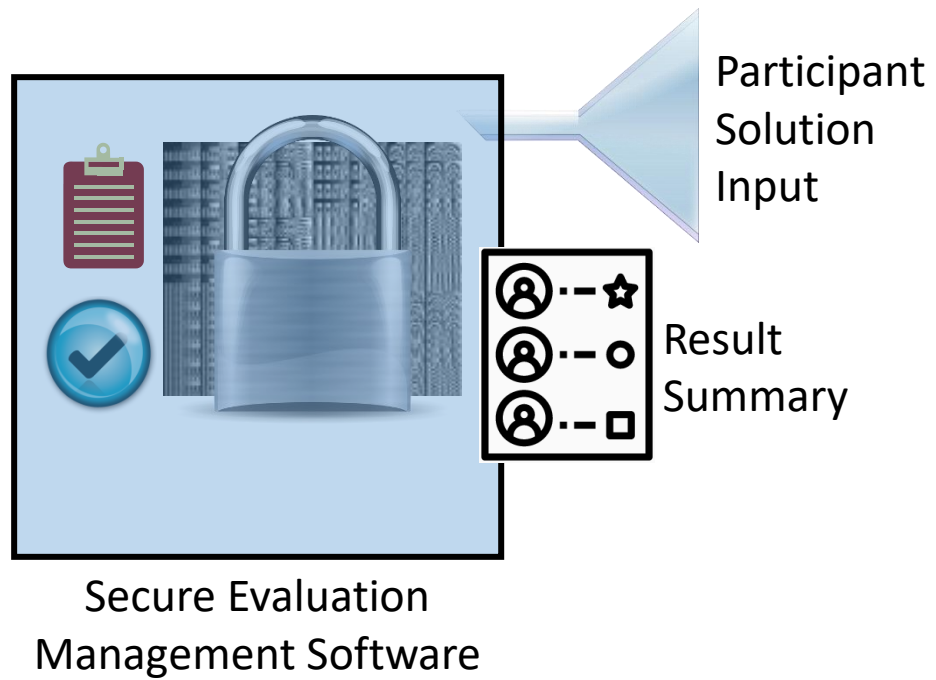 Participant
Solution
Input
Result
Summary
Secure Evaluation
Management Software